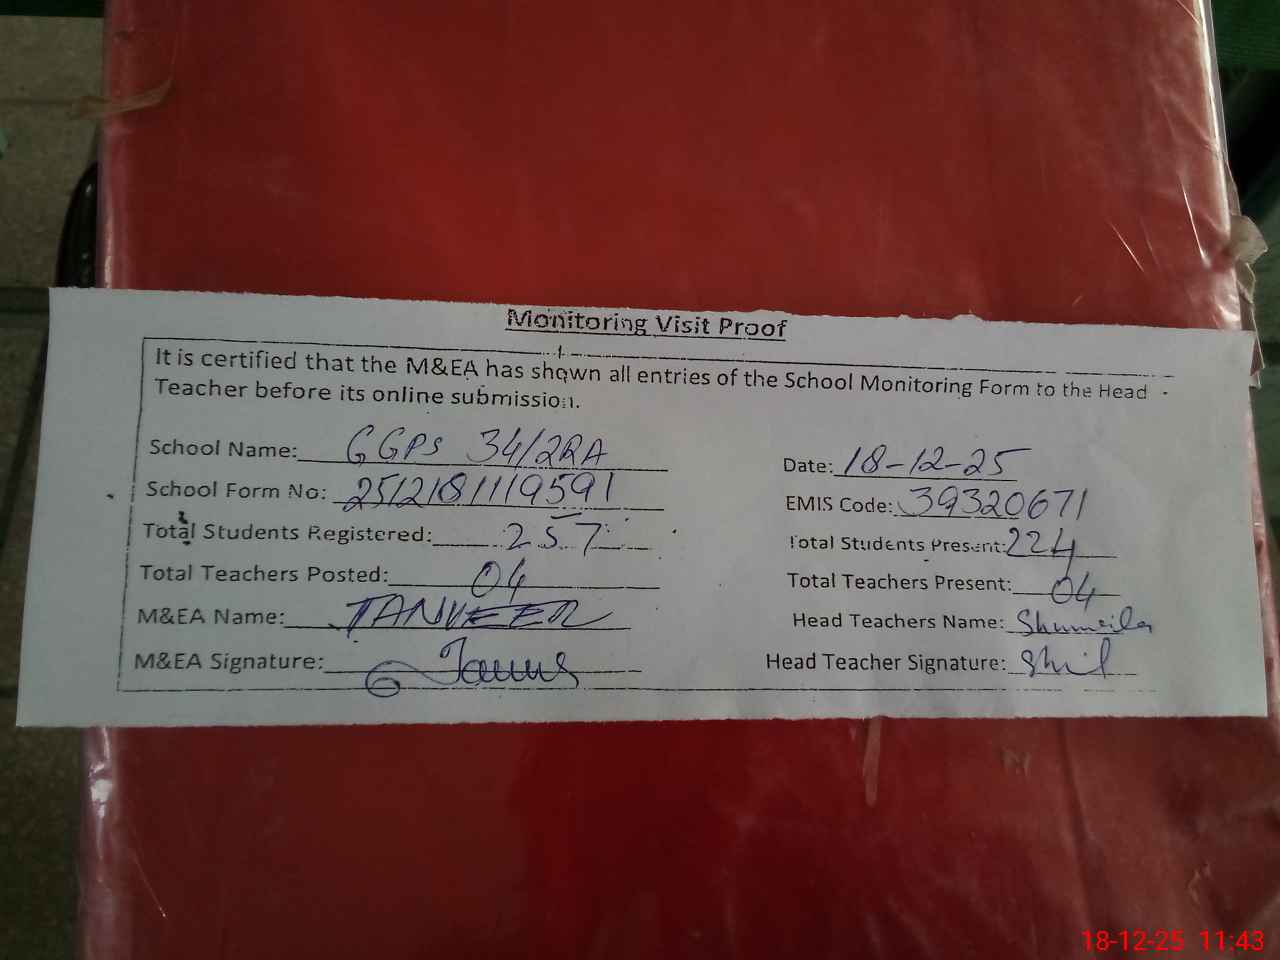 Monitoring Visit Proof
It is certified that the M&EA has shown all entries of the School Monitoring Form to the Head
Teacher before its online submission.
School Name: GGPS 34/2RA Date: 18-12-25
School Form No: 2512181119591 EMIS Code: 39320671
Total Students Registered: 257 Total Students Present: 224
Total Teachers Posted: 04 Total Teachers Present: 04
M&EA Name: TANVEER Head Teachers Name: Shumaila
M&EA Signature: Head Teacher Signature:
18-12-25 11:43